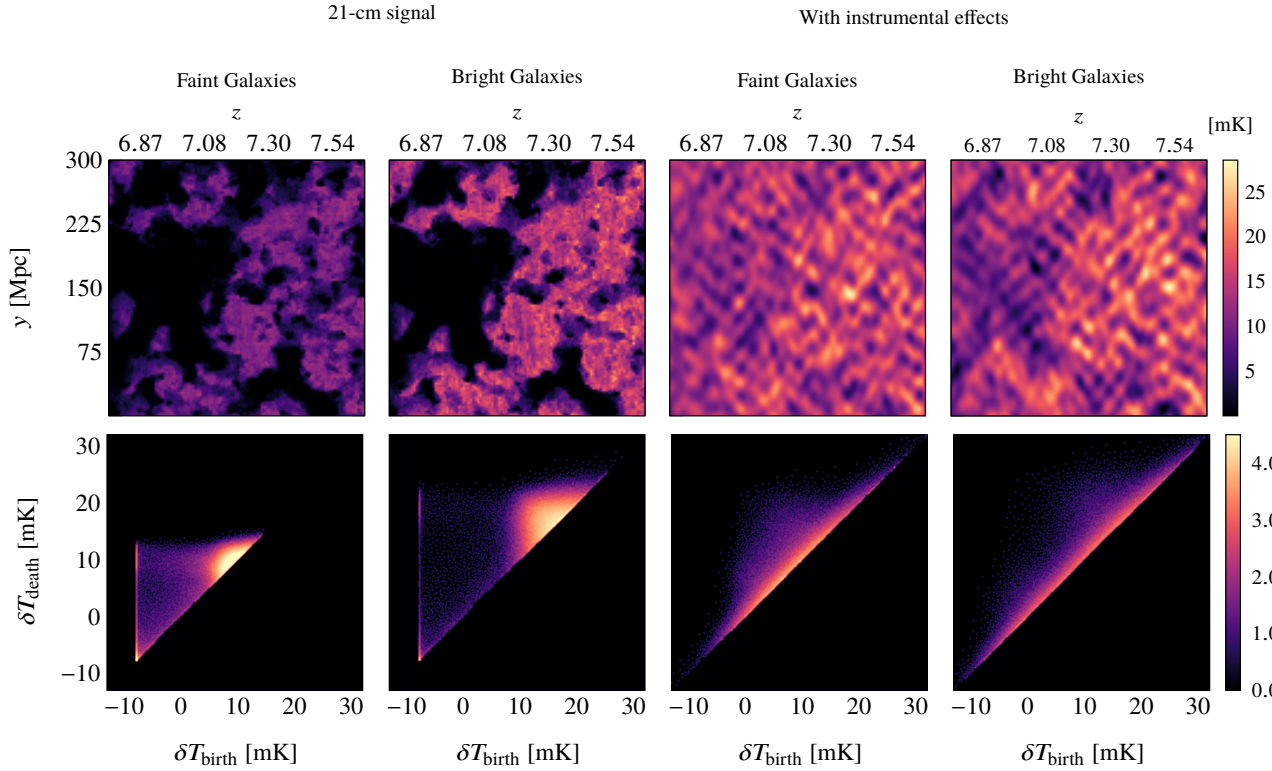 21-cm signal
With instrumental effects
Faint Galaxies
Bright Galaxies
Faint Galaxies
Bright Galaxies
z
z
z
z
[mK]
6.87 7.08 7.30 7.54
6.87 7.08 7.30 7.54
6.87 7.08 7.30 7.54
6.87 7.08 7.30 7.54
300
225
150
75
y [Mpc]
25
20
15
10
5
30
20
10
0
−10
δT_death [mK]
4.
3.0
2.0
1.0
0.0
−10 0 10 20 30
−10 0 10 20 30
−10 0 10 20 30
−10 0 10 20 30
δT_birth [mK]
δT_birth [mK]
δT_birth [mK]
δT_birth [mK]